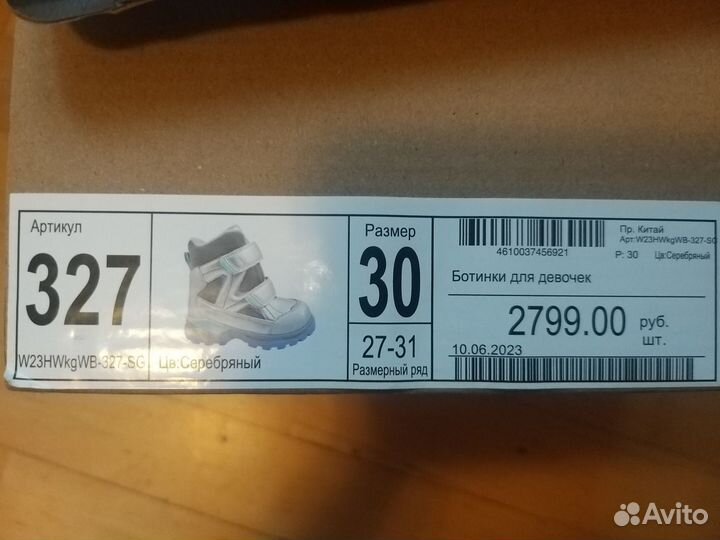 Артикул
327
W23HWkgWB-327-SG
Цв:Серебряный
Размер
30
27-31
Размерный ряд
4610037456921
Пр. Китай
Арт:W23HWkgWB-327-SG
Р: 30 Цв:Серебряный
Ботинки для девочек
2799.00 руб.
шт.
10.06.2023
Avito